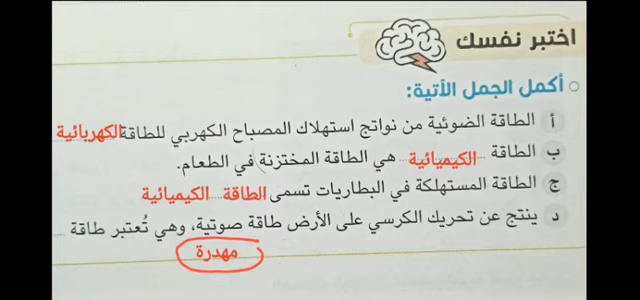 اختبر نفسك
أكمل الجمل الآتية:
أ الطاقة الضوئية من نواتج استهلاك المصباح الكهربي للطاقة الكهربائية
ب الطاقة الكيميائية هي الطاقة المختزنة في الطعام.
ج الطاقة المستهلكة في البطاريات تسمى الطاقة الكيميائية
د ينتج عن تحريك الكرسي على الأرض طاقة صوتية، وهي تُعتبر طاقة
مهدرة